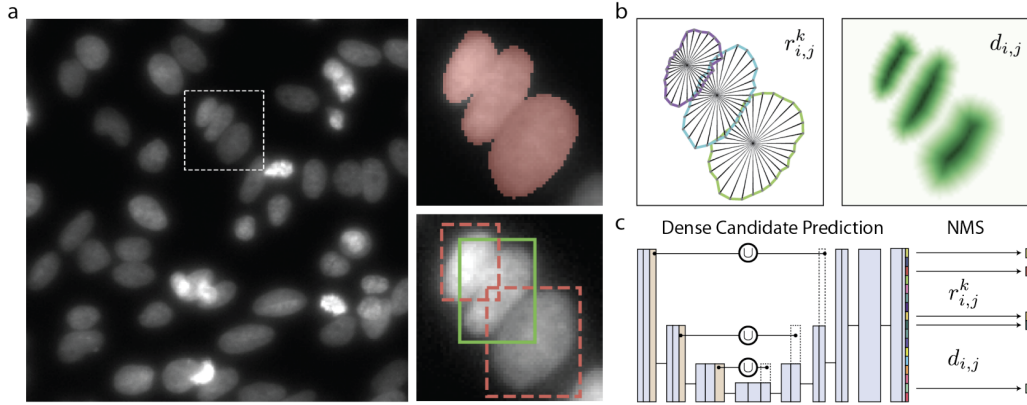 a
b
r^k_{i,j}
d_{i,j}
c
Dense Candidate Prediction
NMS
∪
∪
∪
r^k_{i,j}
d_{i,j}